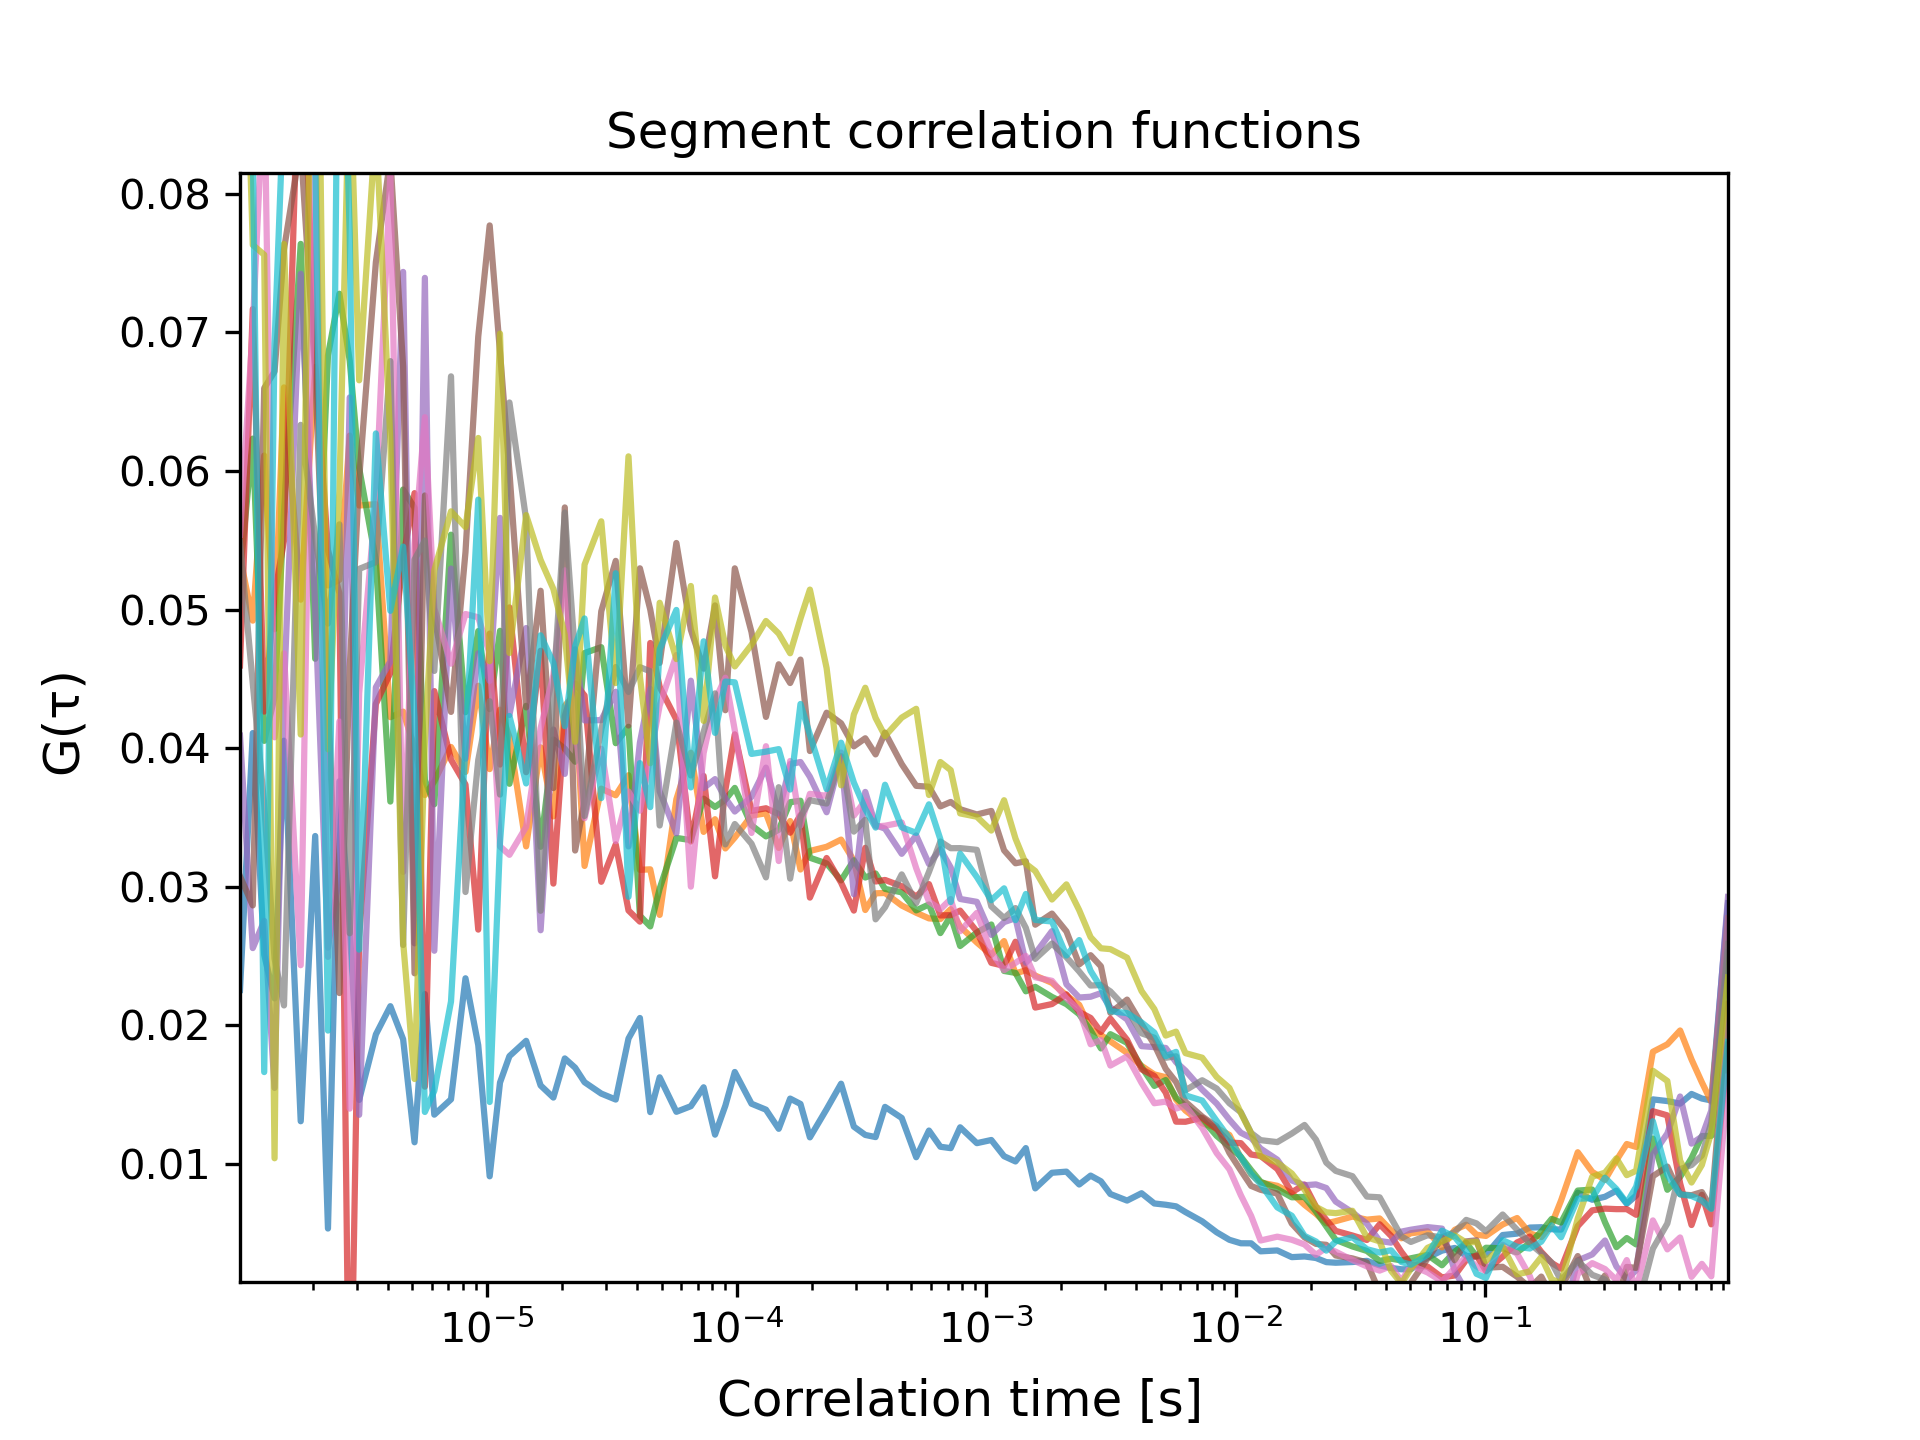 Segment correlation functions
0.08
0.07
0.06
0.05
0.04
0.03
0.02
0.01
G(τ)
10⁻⁵ 10⁻⁴ 10⁻³ 10⁻² 10⁻¹
Correlation time [s]